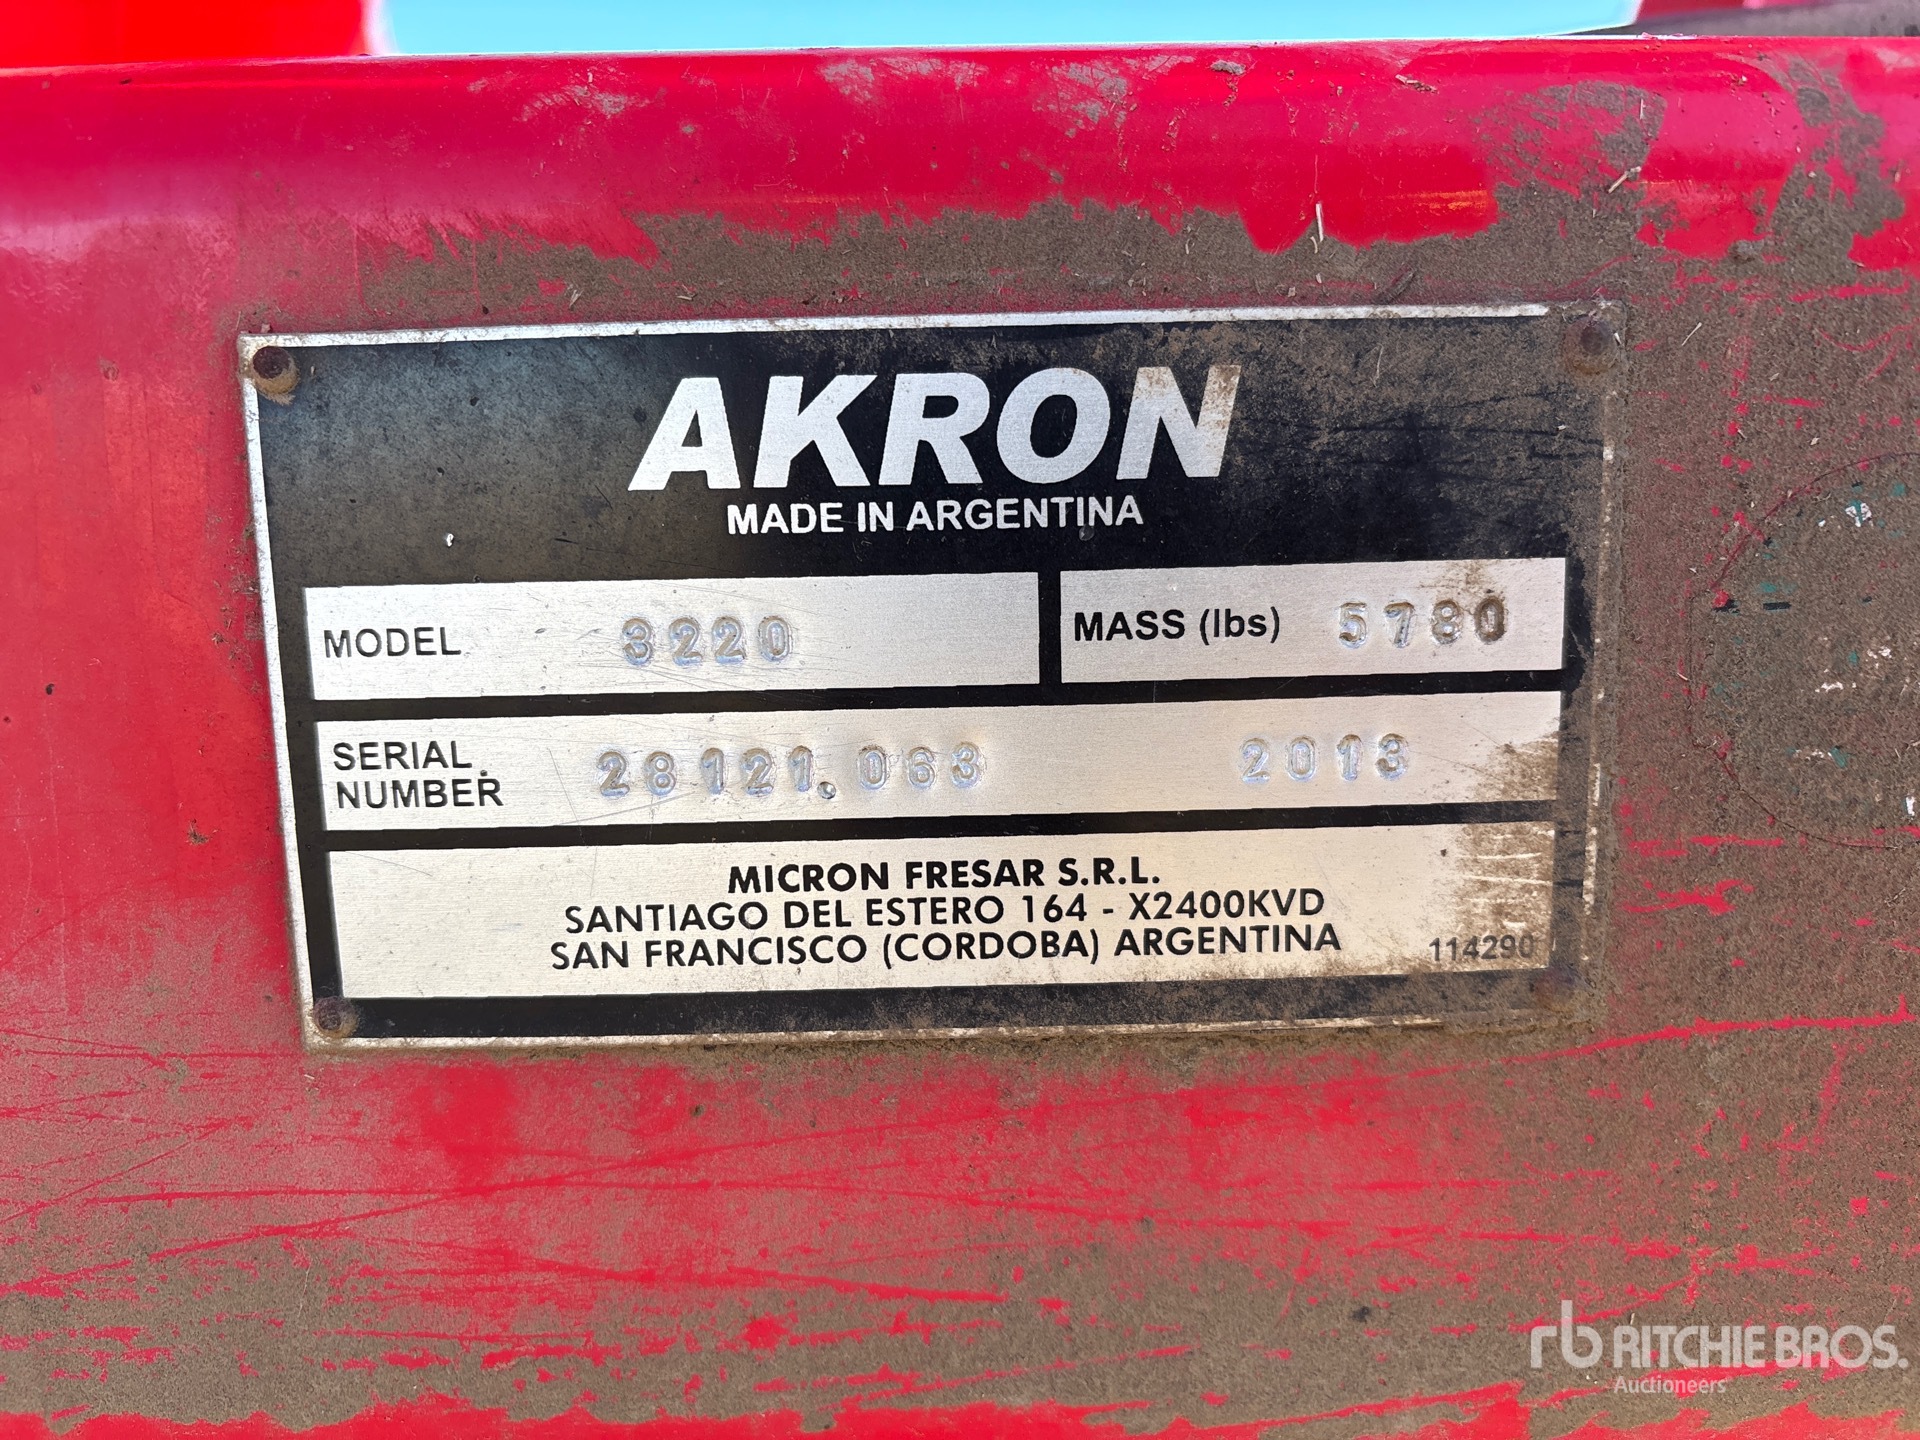 AKRON
MADE IN ARGENTINA
MODEL 3220 MASS (lbs) 5780
SERIAL NUMBER 28121.063 2013
MICRON FRESAR S.R.L.
SANTIAGO DEL ESTERO 164 - X2400KVD
SAN FRANCISCO (CORDOBA) ARGENTINA 114290
rb RITCHIE BROS.
Auctioneers